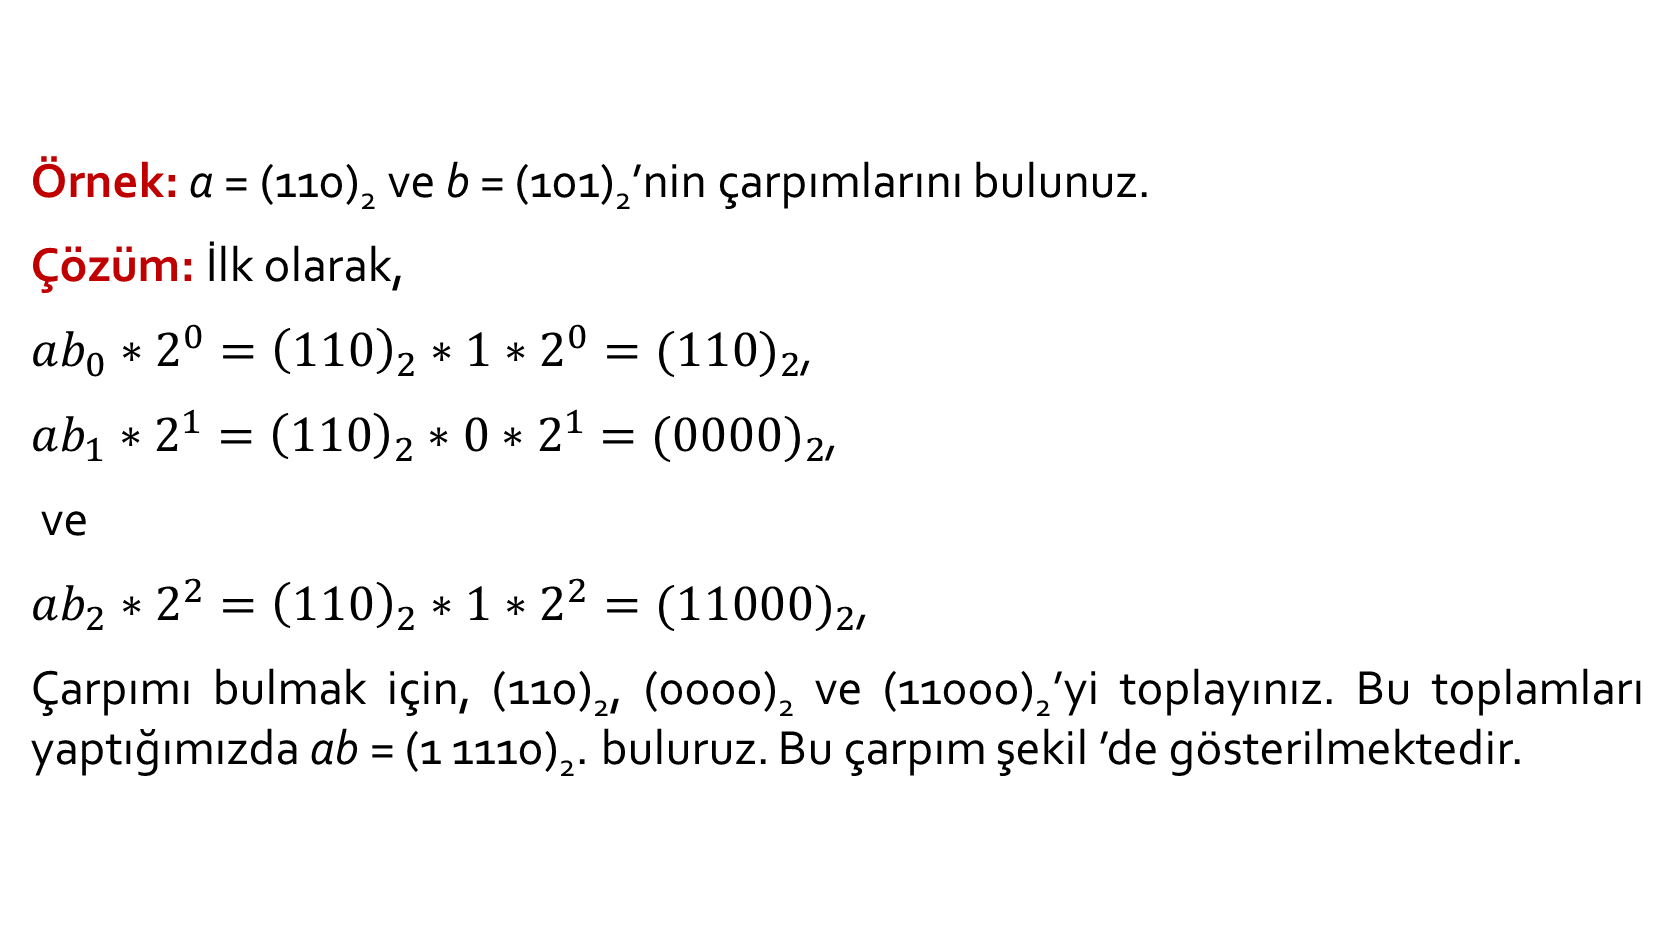 Örnek: a = (110)₂ ve b = (101)₂’nin çarpımlarını bulunuz.
Çözüm: İlk olarak,
ab₀ ∗ 2⁰ = (110)₂ ∗ 1 ∗ 2⁰ = (110)₂,
ab₁ ∗ 2¹ = (110)₂ ∗ 0 ∗ 2¹ = (0000)₂,
ve
ab₂ ∗ 2² = (110)₂ ∗ 1 ∗ 2² = (11000)₂,
Çarpımı bulmak için, (110)₂, (0000)₂ ve (11000)₂’yi toplayınız. Bu toplamları
yaptığımızda ab = (1 1110)₂. buluruz. Bu çarpım şekil ’de gösterilmektedir.